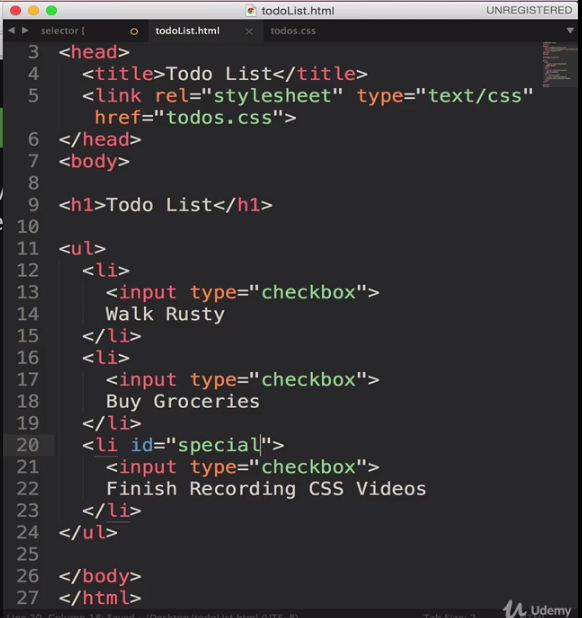 todoList.html
UNREGISTERED
selector {
todoList.html
todos.css
3 <head>
4 <title>Todo List</title>
5 <link rel="stylesheet" type="text/css"
href="todos.css">
6 </head>
7 <body>
8
9 <h1>Todo List</h1>
10
11 <ul>
12 <li>
13 <input type="checkbox">
14 Walk Rusty
15 </li>
16 <li>
17 <input type="checkbox">
18 Buy Groceries
19 </li>
20 <li id="special">
21 <input type="checkbox">
22 Finish Recording CSS Videos
23 </li>
24 </ul>
25
26 </body>
27 </html>
Udemy